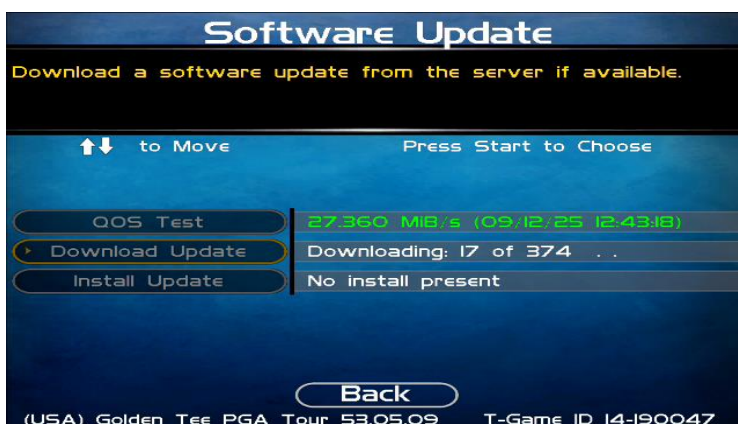 Software Update
Download a software update from the server if available.
to Move Press Start to Choose
QOS Test 27.360 MiB/s (09/12/25 12:43:18)
Download Update Downloading: 17 of 374 . .
Install Update No install present
Back
(USA) Golden Tee PGA Tour 53.05.09 T-Game ID 14-190047